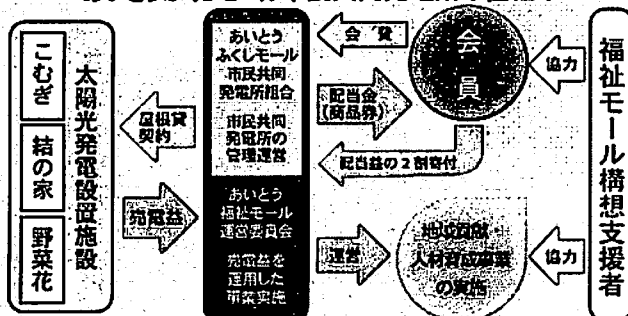 こむぎ
結の家
野菜花
太陽光発電設置施設
屋根貸
契約
売電益
あいとう
ふくしモール
市民共同
発電所組合
市民共同
発電所の
管理運営
あいとう
福祉モール
運営委員会
売電益を
運用した
事業実施
会費
配当金
(商品券)
配当益の2割寄付
運営
会員
地域貢献・
人材育成事業
の実施
協力
協力
福祉モール構想支援者